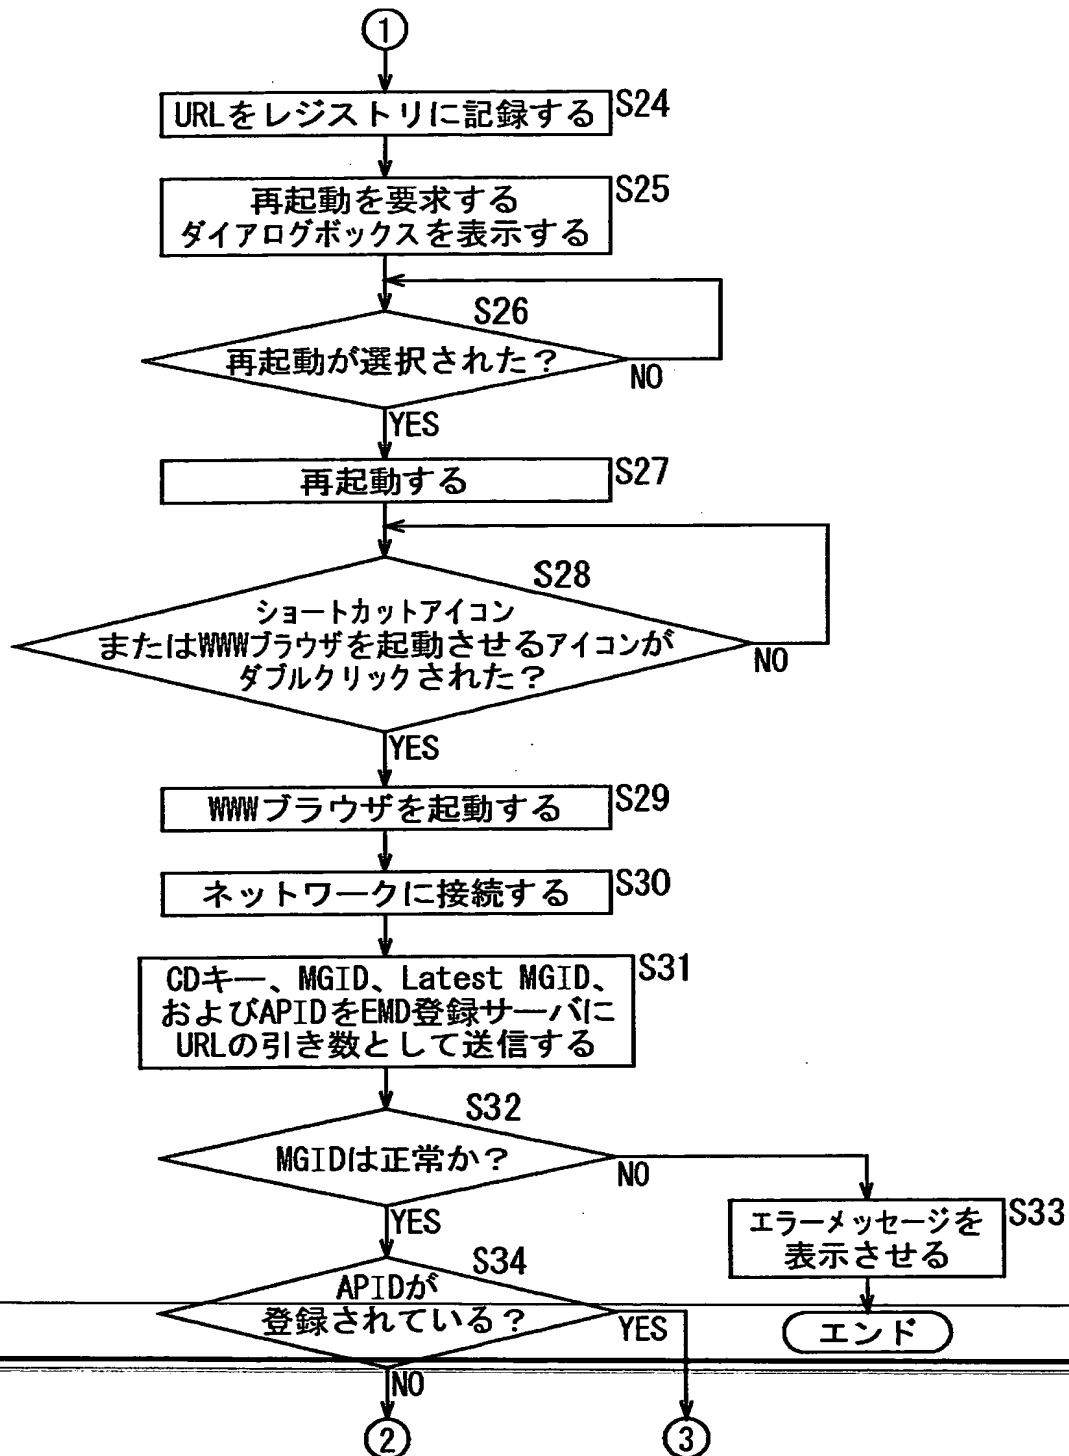 1
URLをレジストリに記録する
S24
再起動を要求する
ダイアログボックスを表示する
S25
S26
再起動が選択された？
NO
YES
再起動する
S27
S28
ショートカットアイコン
またはWWWブラウザを起動させるアイコンが
ダブルクリックされた？
NO
YES
WWWブラウザを起動する
S29
ネットワークに接続する
S30
CDキー、MGID、Latest MGID、
およびAPIDをEMD登録サーバに
URLの引き数として送信する
S31
S32
MGIDは正常か？
NO
YES
エラーメッセージを
表示させる
S33
S34
APIDが
登録されている？
YES
エンド
NO
2
3